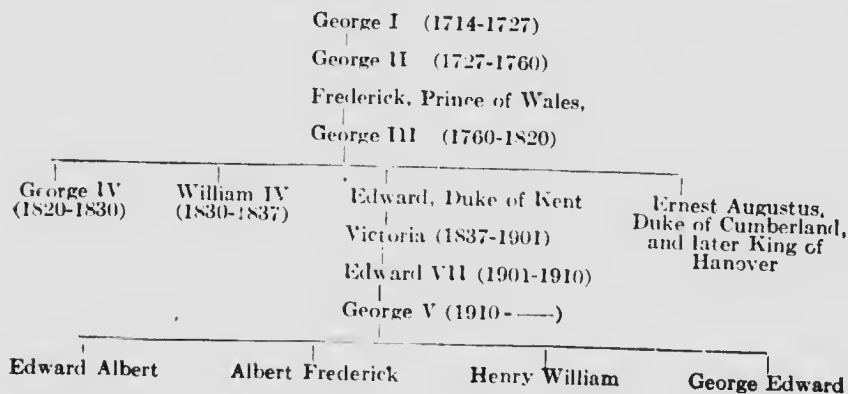 George I (1714-1727)
George II (1727-1760)
Frederick, Prince of Wales,
George III (1760-1820)
George IV
(1820-1830)
William IV
(1830-1837)
Edward, Duke of Kent
Victoria (1837-1901)
Edward VII (1901-1910)
George V (1910-——)
Ernest Augustus,
Duke of Cumberland,
and later King of
Hanover
Edward Albert
Albert Frederick
Henry William
George Edward